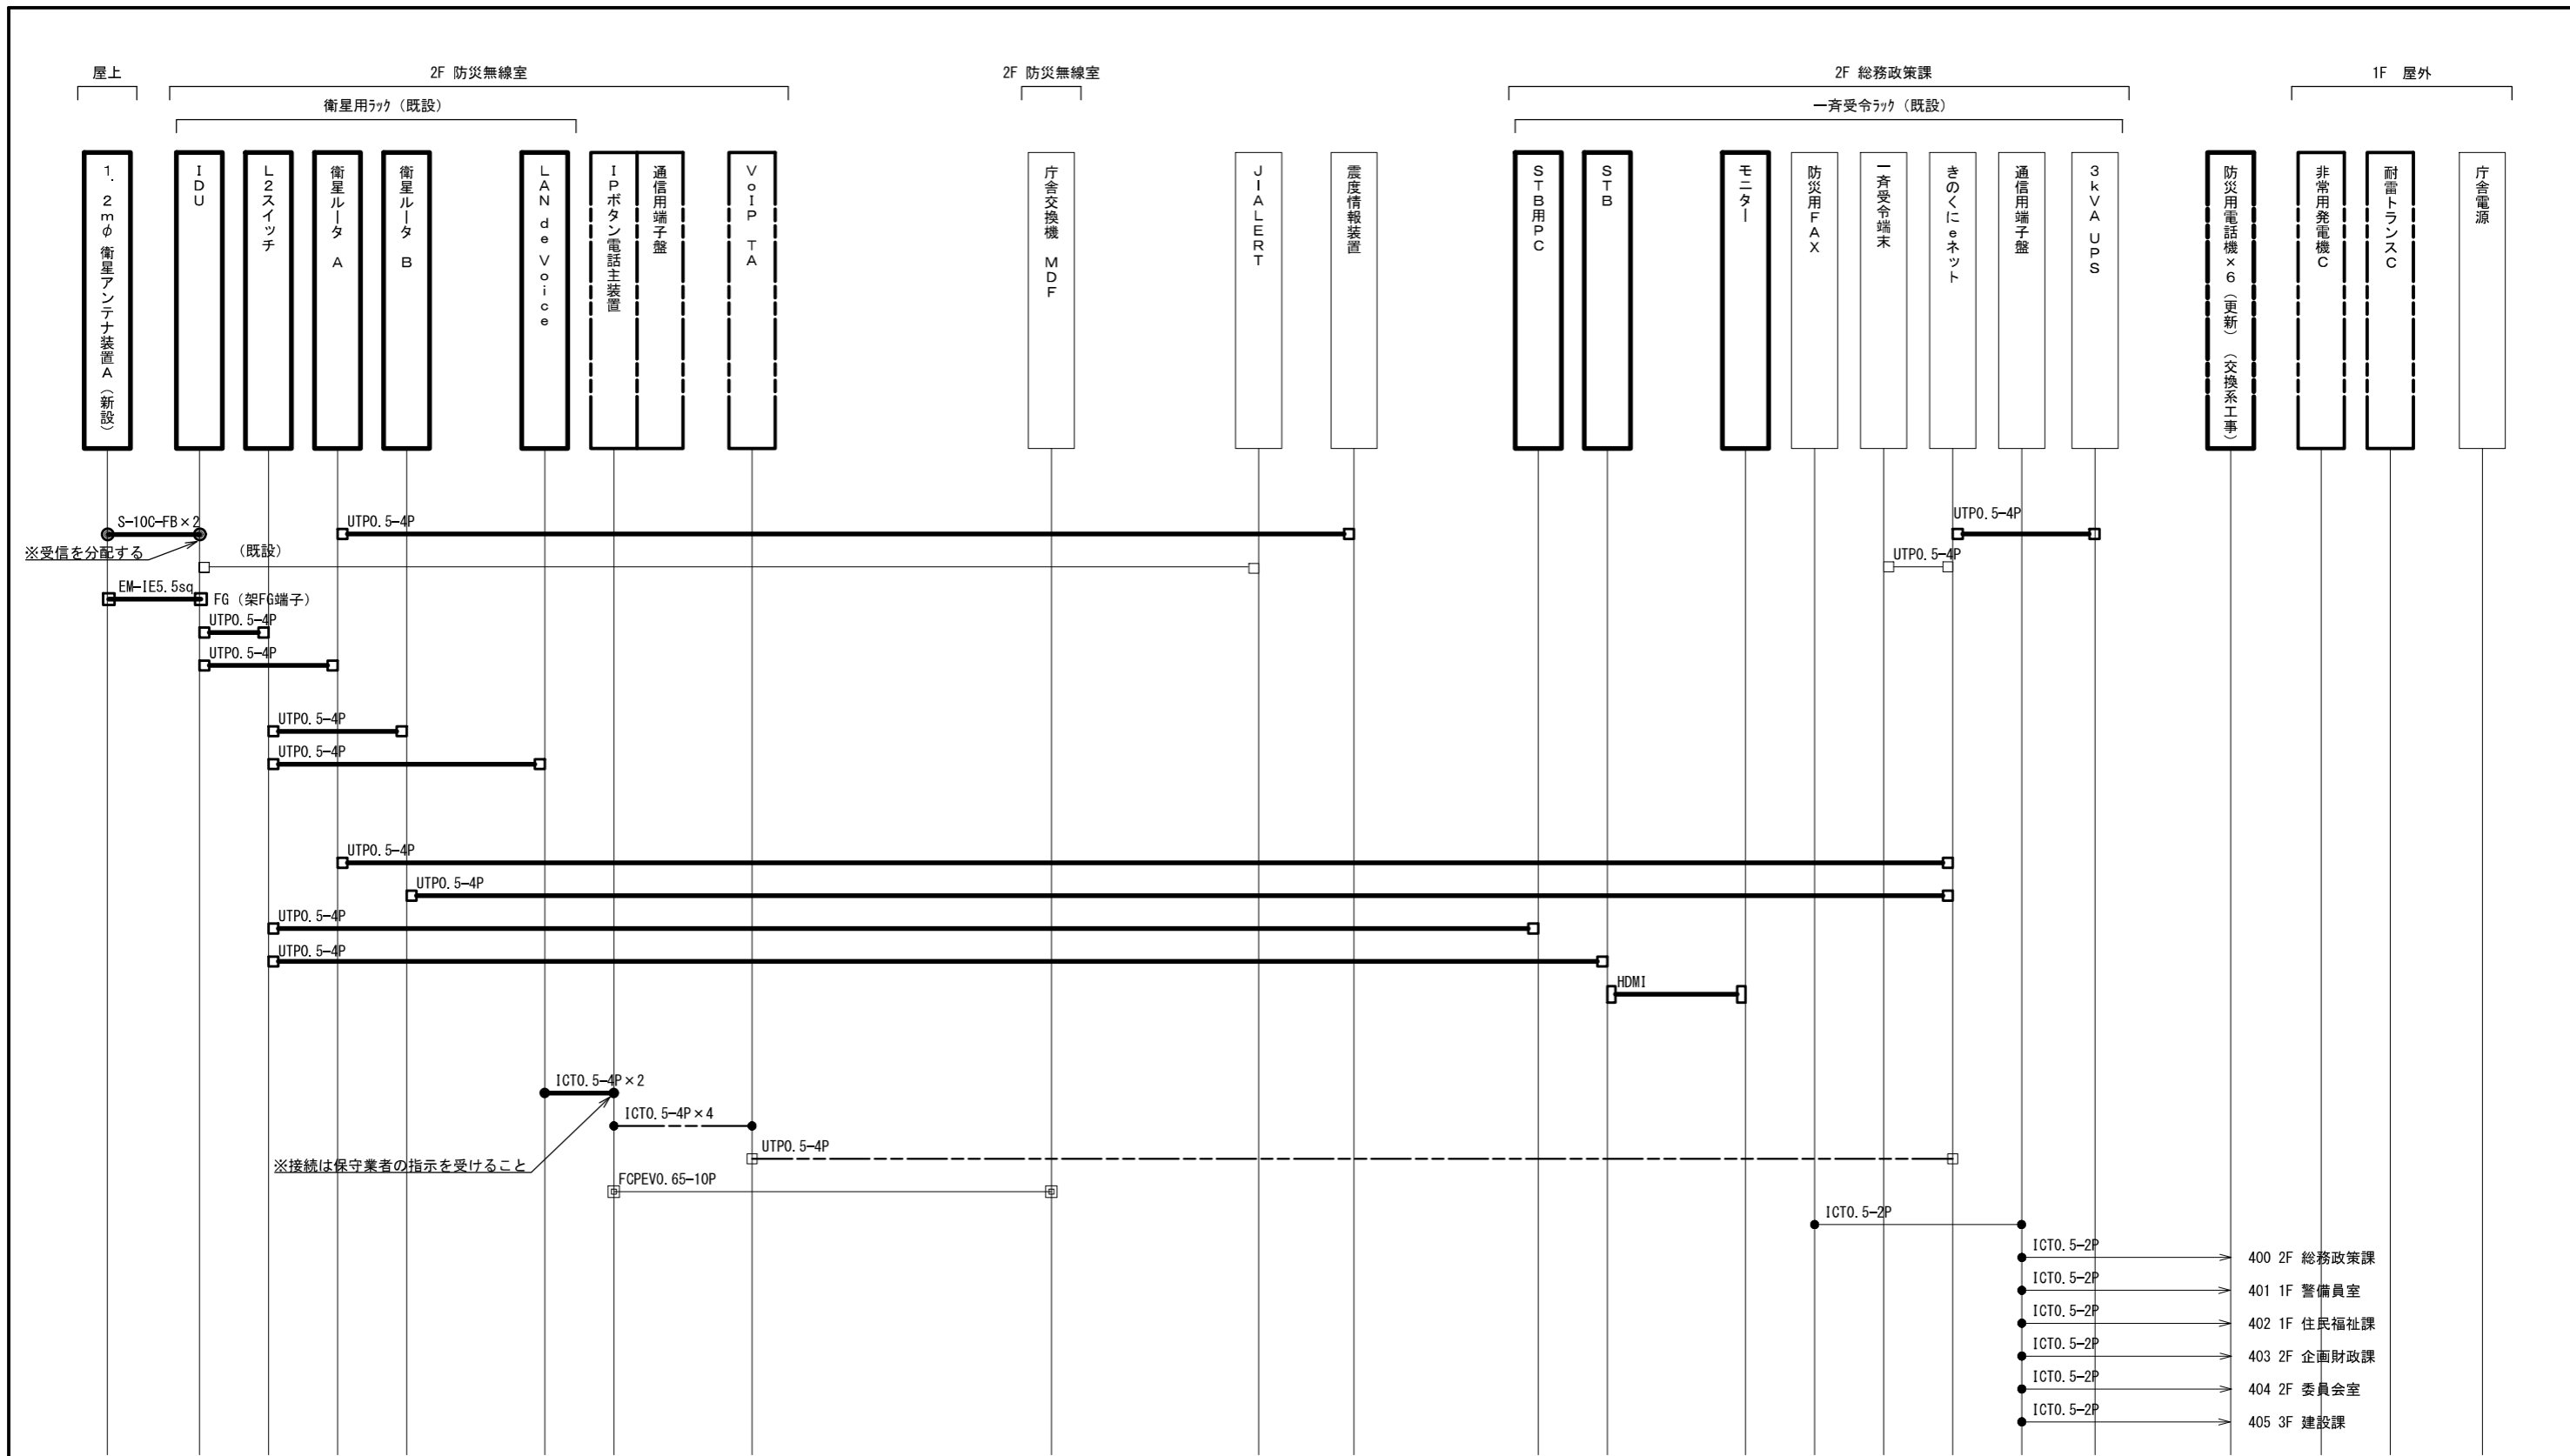 屋上
2F 防災無線室
2F 防災無線室
2F 総務政策課
1F 屋外
衛星用ラック（既設）
一斉受令ラック（既設）
１．２ｍφ 衛星アンテナ装置Ａ（新設）
ＩＤＵ
Ｌ２スイッチ
衛星ルータ Ａ
衛星ルータ Ｂ
ＬＡＮ ｄｅ Ｖｏｉｃｅ
ＩＰボタン電話主装置
通信用端子盤
ＶｏＩＰ ＴＡ
庁舎交換機 ＭＤＦ
Ｊ－ＡＬＥＲＴ
震度情報装置
ＳＴＢ用ＰＣ
ＳＴＢ
モニター
防災用ＦＡＸ
一斉受令端末
きのくにｅネット
通信用端子盤
３ｋＶＡ ＵＰＳ
防災用電話機×６（更新）（交換系工事）
非常用発電機Ｃ
耐雷トランスＣ
庁舎電源
S-10C-FB×2
UTP0.5-4P
UTP0.5-4P
※受信を分配する
（既設）
UTP0.5-4P
EM-IE5.5sq
FG（架FG端子）
UTP0.5-4P
UTP0.5-4P
UTP0.5-4P
UTP0.5-4P
UTP0.5-4P
UTP0.5-4P
UTP0.5-4P
UTP0.5-4P
HDMI
ICT0.5-4P×2
ICT0.5-4P×4
UTP0.5-4P
※接続は保守業者の指示を受けること
FCPEV0.65-10P
ICT0.5-2P
ICT0.5-2P
400 2F 総務政策課
ICT0.5-2P
401 1F 警備員室
ICT0.5-2P
402 1F 住民福祉課
ICT0.5-2P
403 2F 企画財政課
ICT0.5-2P
404 2F 委員会室
ICT0.5-2P
405 3F 建設課